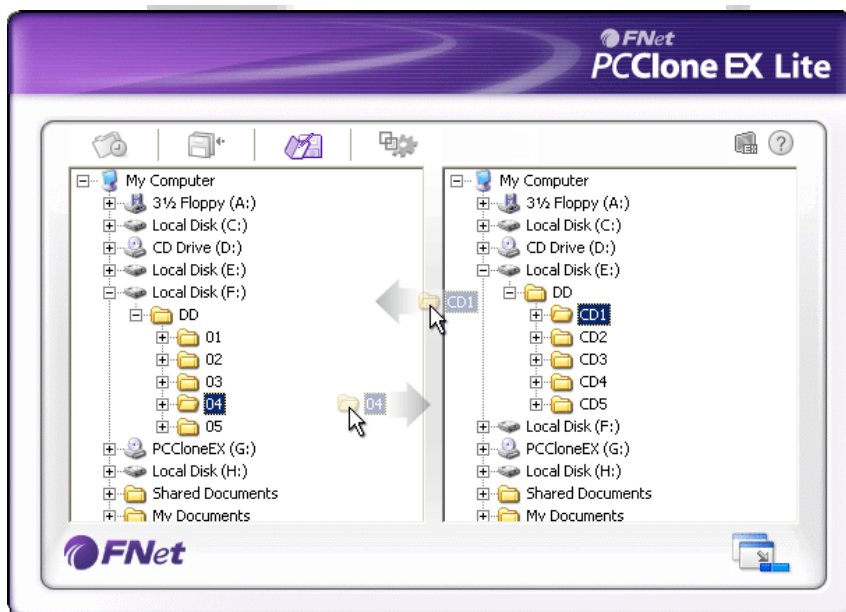 FNet
PCClone EX Lite
EX
?
My Computer
3½ Floppy (A:)
Local Disk (C:)
CD Drive (D:)
Local Disk (E:)
Local Disk (F:)
DD
01
02
03
04
05
PCCloneEX (G:)
Local Disk (H:)
Shared Documents
My Documents
CD1
04
My Computer
3½ Floppy (A:)
Local Disk (C:)
CD Drive (D:)
Local Disk (E:)
DD
CD1
CD2
CD3
CD4
CD5
Local Disk (F:)
PCCloneEX (G:)
Local Disk (H:)
Shared Documents
My Documents
FNet